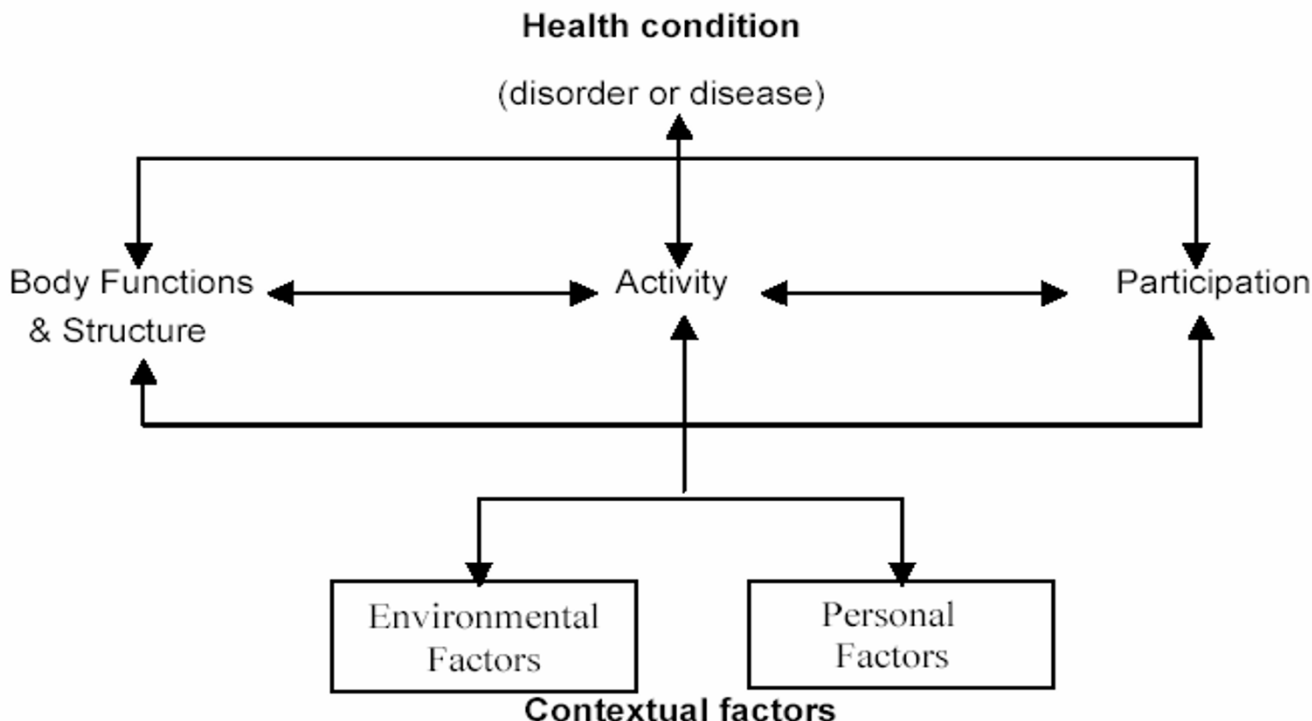 Health condition
(disorder or disease)
Body Functions
& Structure
Activity
Participation
Environmental
Factors
Personal
Factors
Contextual factors